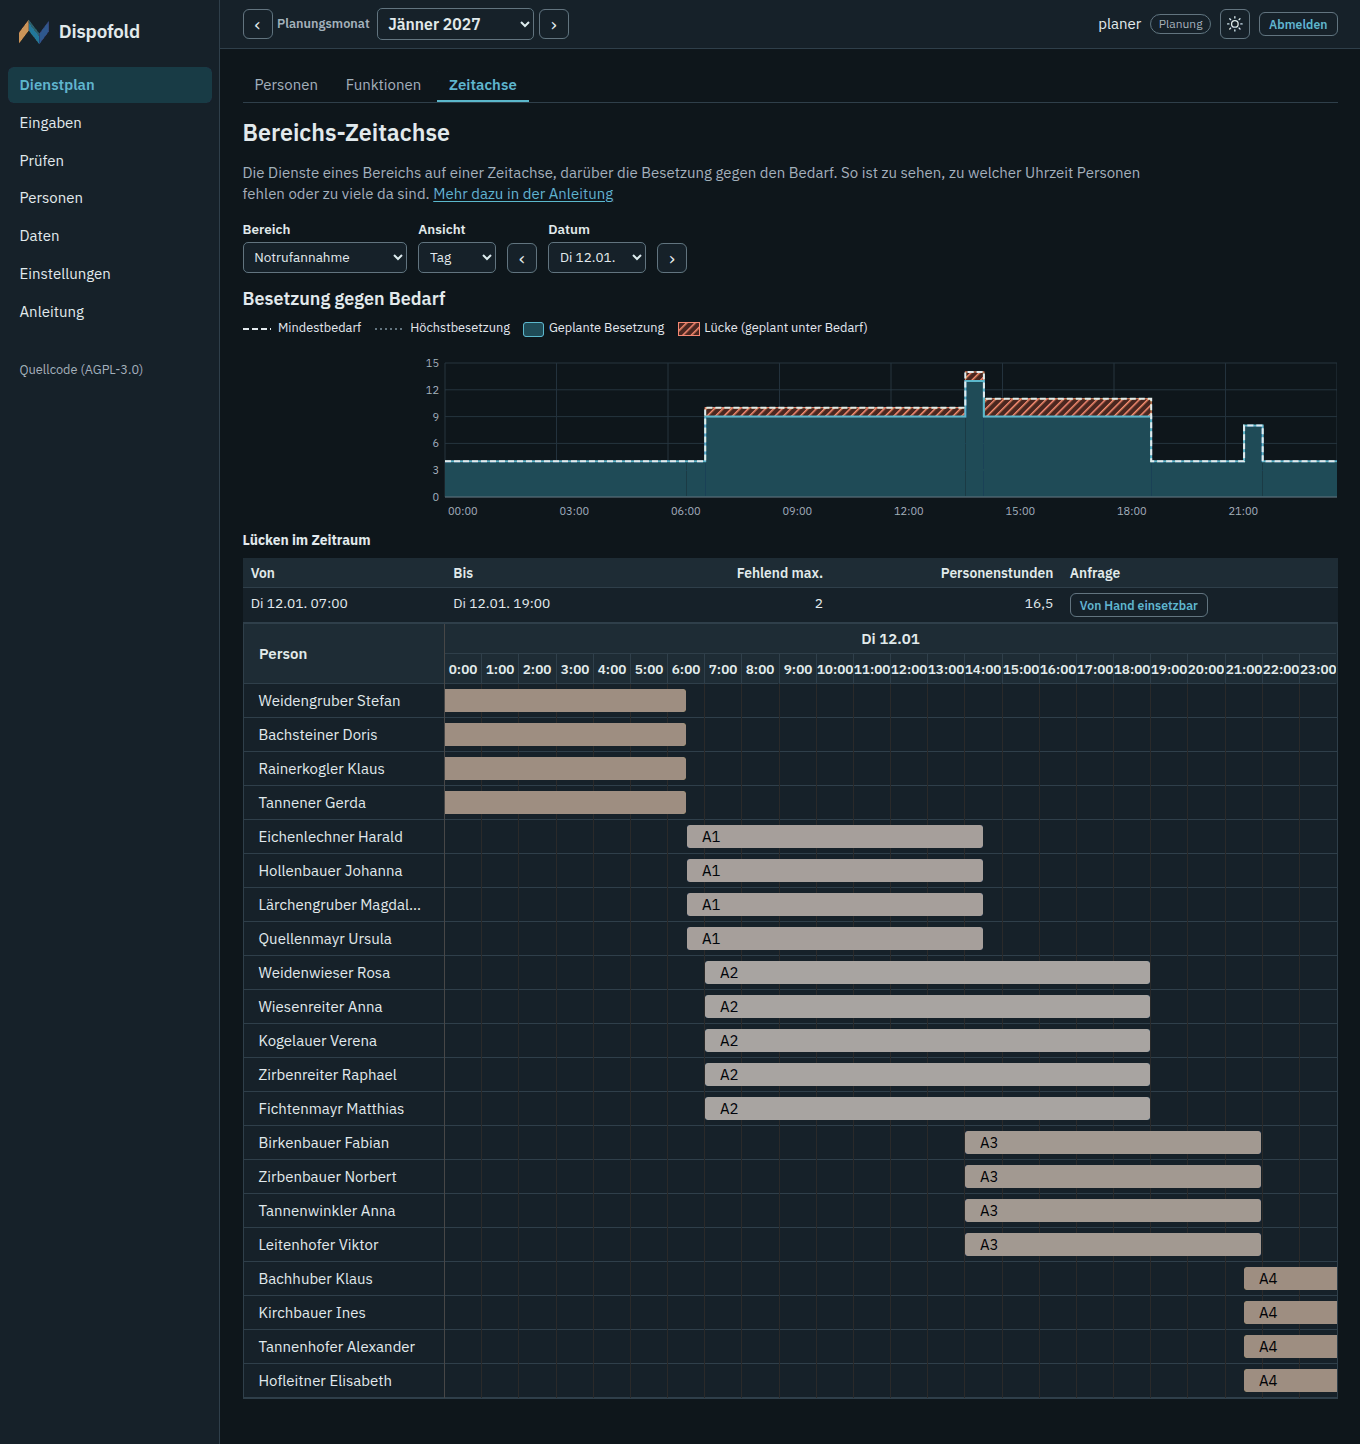 Dispofold
‹ Planungsmonat Jänner 2027 ›
planer Planung Abmelden
Dienstplan
Eingaben
Prüfen
Personen
Daten
Einstellungen
Anleitung
Quellcode (AGPL-3.0)
Personen Funktionen Zeitachse
Bereichs-Zeitachse
Die Dienste eines Bereichs auf einer Zeitachse, darüber die Besetzung gegen den Bedarf. So ist zu sehen, zu welcher Uhrzeit Personen
fehlen oder zu viele da sind. Mehr dazu in der Anleitung
Bereich Ansicht Datum
Notrufannahme Tag ‹ Di 12.01. ›
Besetzung gegen Bedarf
Mindestbedarf Höchstbesetzung Geplante Besetzung Lücke (geplant unter Bedarf)
15
12
9
6
3
0
00:00 03:00 06:00 09:00 12:00 15:00 18:00 21:00
Lücken im Zeitraum
Von Bis Fehlend max. Personenstunden Anfrage
Di 12.01. 07:00 Di 12.01. 19:00 2 16,5 Von Hand einsetzbar
Person Di 12.01
0:00 1:00 2:00 3:00 4:00 5:00 6:00 7:00 8:00 9:00 10:00 11:00 12:00 13:00 14:00 15:00 16:00 17:00 18:00 19:00 20:00 21:00 22:00 23:00
Weidengruber Stefan
Bachsteiner Doris
Rainerkogler Klaus
Tannener Gerda
Eichenlechner Harald A1
Hollenbauer Johanna A1
Lärchengruber Magdal... A1
Quellenmayr Ursula A1
Weidenwieser Rosa A2
Wiesenreiter Anna A2
Kogelauer Verena A2
Zirbenreiter Raphael A2
Fichtenmayr Matthias A2
Birkenbauer Fabian A3
Zirbenbauer Norbert A3
Tannenwinkler Anna A3
Leitenhofer Viktor A3
Bachhuber Klaus A4
Kirchbauer Ines A4
Tannenhofer Alexander A4
Hofleitner Elisabeth A4